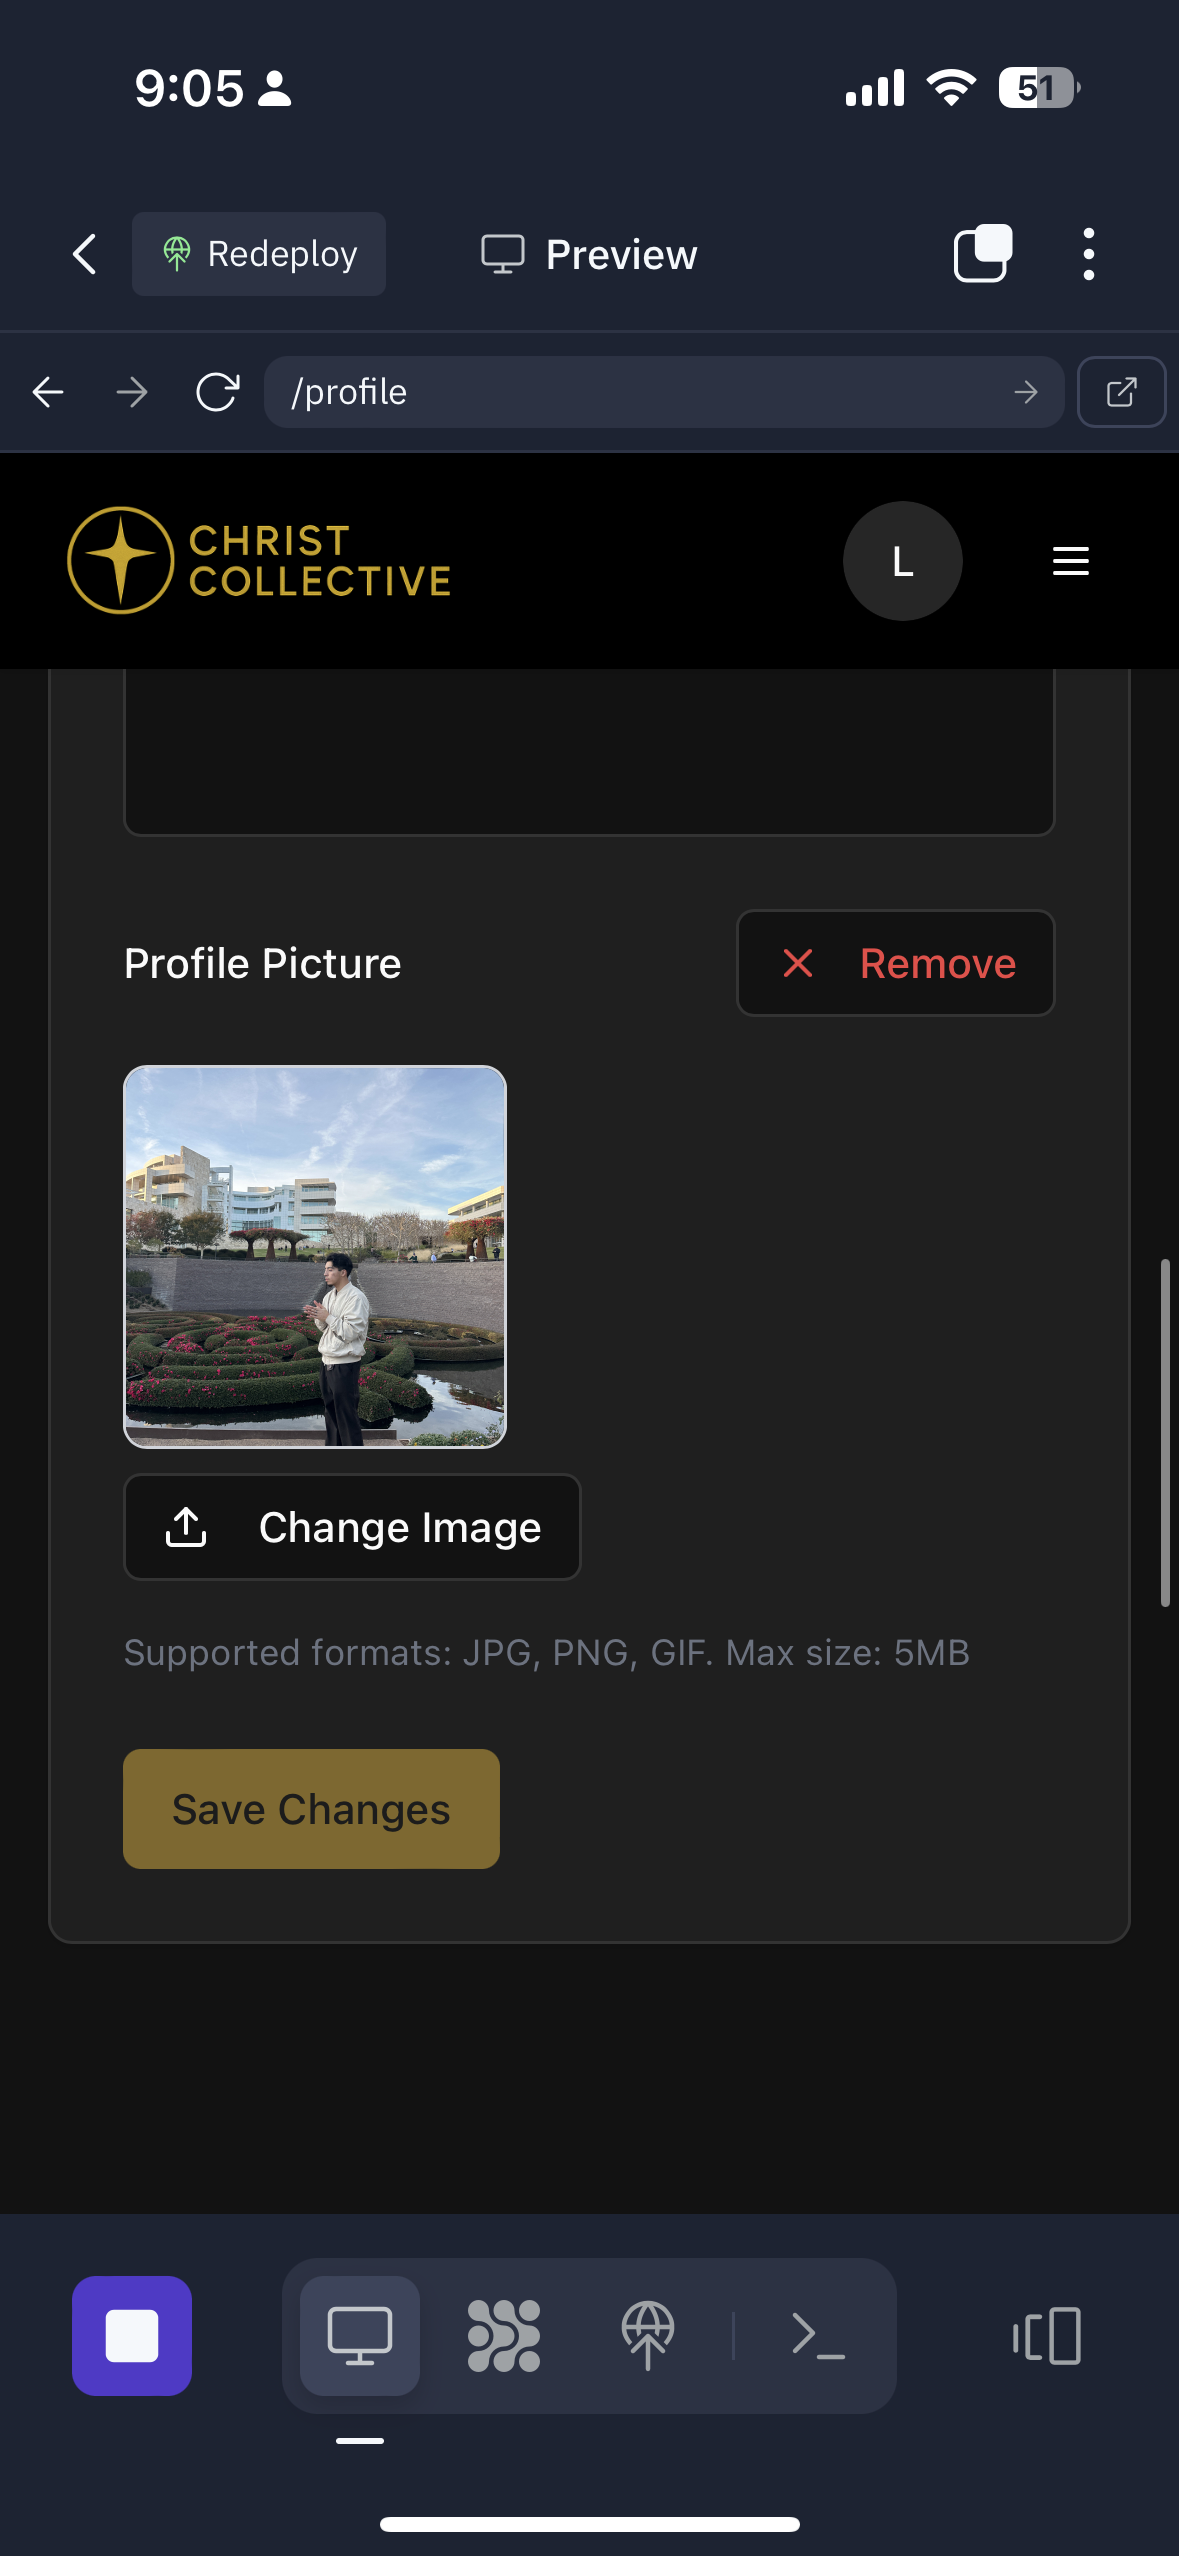 9:05
51
Redeploy
Preview
/profile
CHRIST
COLLECTIVE
L
Profile Picture
Remove
Change Image
Supported formats: JPG, PNG, GIF. Max size: 5MB
Save Changes